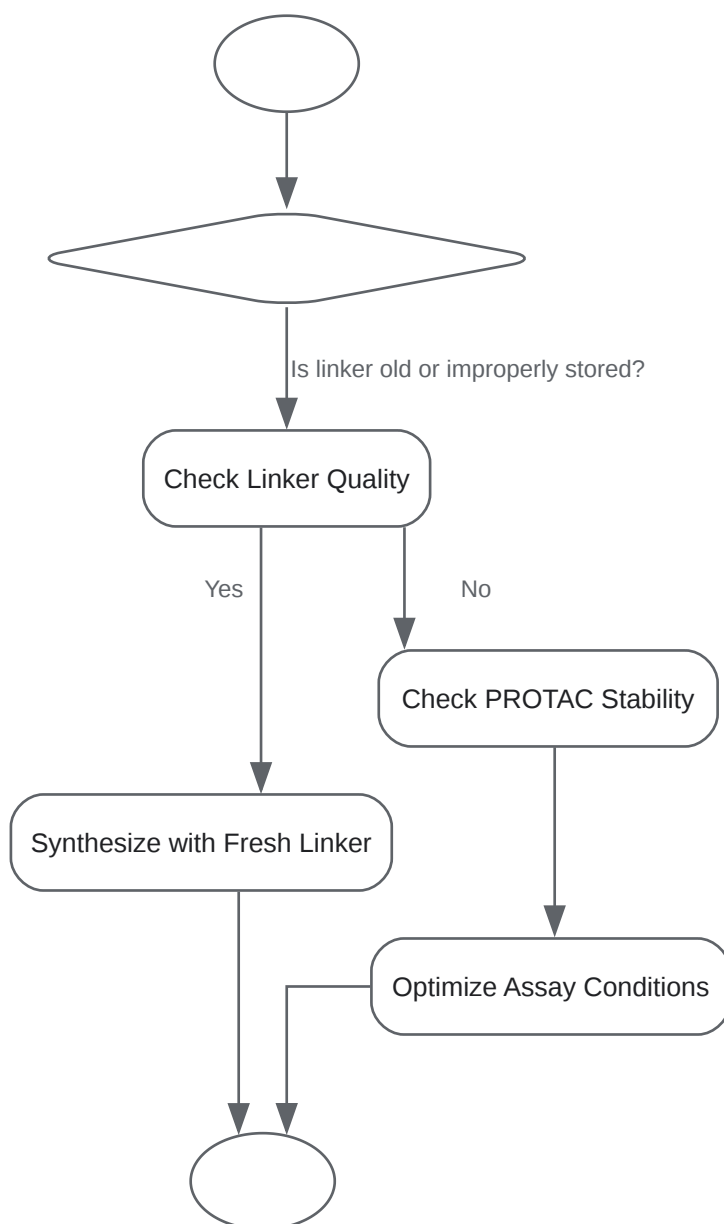 Is linker old or improperly stored?
Check Linker Quality
Yes
No
Check PROTAC Stability
Synthesize with Fresh Linker
Optimize Assay Conditions